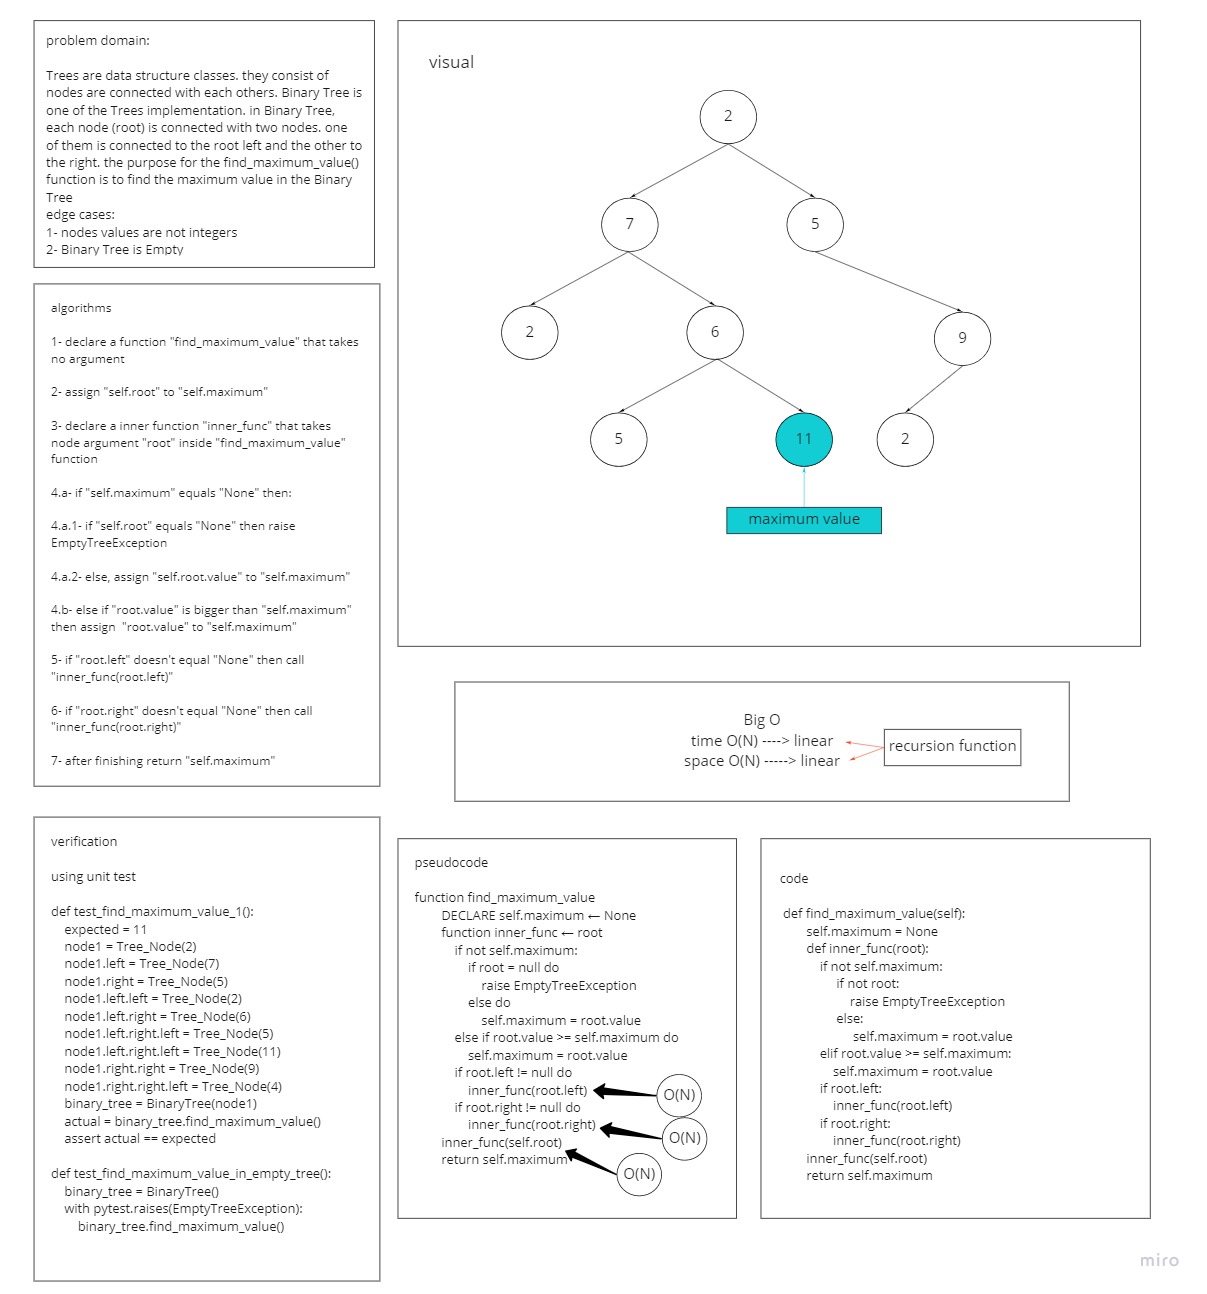 problem domain:
Trees are data structure classes. they consist of
nodes are connected with each others. Binary Tree is
one of the Trees implementation. in Binary Tree,
each node (root) is connected with two nodes. one
of them is connected to the root left and the other to
the right. the purpose for the find_maximum_value()
function is to find the maximum value in the Binary
Tree
edge cases:
1- nodes values are not integers
2- Binary Tree is Empty
visual
2
7
5
2
6
9
5
11
2
maximum value
algorithms
1- declare a function "find_maximum_value" that takes
no argument
2- assign "self.root" to "self.maximum"
3- declare a inner function "inner_func" that takes
node argument "root" inside "find_maximum_value"
function
4.a- if "self.maximum" equals "None" then:
4.a.1- if "self.root" equals "None" then raise
EmptyTreeException
4.a.2- else, assign "self.root.value" to "self.maximum"
4.b- else if "root.value" is bigger than "self.maximum"
then assign  "root.value" to "self.maximum"
5- if "root.left" doesn't equal "None" then call
"inner_func(root.left)"
6- if "root.right" doesn't equal "None" then call
"inner_func(root.right)"
7- after finishing return "self.maximum"
Big O
time O(N) ----> linear
space O(N) -----> linear
recursion function
verification
using unit test
def test_find_maximum_value_1():
expected = 11
node1 = Tree_Node(2)
node1.left = Tree_Node(7)
node1.right = Tree_Node(5)
node1.left.left = Tree_Node(2)
node1.left.right = Tree_Node(6)
node1.left.right.left = Tree_Node(5)
node1.left.right.left = Tree_Node(11)
node1.right.right = Tree_Node(9)
node1.right.right.left = Tree_Node(4)
binary_tree = BinaryTree(node1)
actual = binary_tree.find_maximum_value()
assert actual == expected
def test_find_maximum_value_in_empty_tree():
binary_tree = BinaryTree()
with pytest.raises(EmptyTreeException):
binary_tree.find_maximum_value()
pseudocode
function find_maximum_value
DECLARE self.maximum ← None
function inner_func ← root
if not self.maximum:
if root = null do
raise EmptyTreeException
else do
self.maximum = root.value
else if root.value >= self.maximum do
self.maximum = root.value
if root.left != null do
inner_func(root.left)
O(N)
if root.right != null do
inner_func(root.right)
O(N)
inner_func(self.root)
return self.maximum
O(N)
code
def find_maximum_value(self):
self.maximum = None
def inner_func(root):
if not self.maximum:
if not root:
raise EmptyTreeException
else:
self.maximum = root.value
elif root.value >= self.maximum:
self.maximum = root.value
if root.left:
inner_func(root.left)
if root.right:
inner_func(root.right)
inner_func(self.root)
return self.maximum
miro